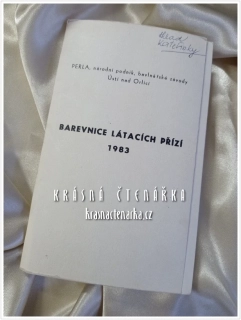 PERLA, národní podnik, bavlnářské závody
Ústí nad Orlicí
BAREVNICE LÁTACÍCH PŘÍZÍ
1983
KRÁSNÁ ČTENÁŘKA
krasnactenarka.cz